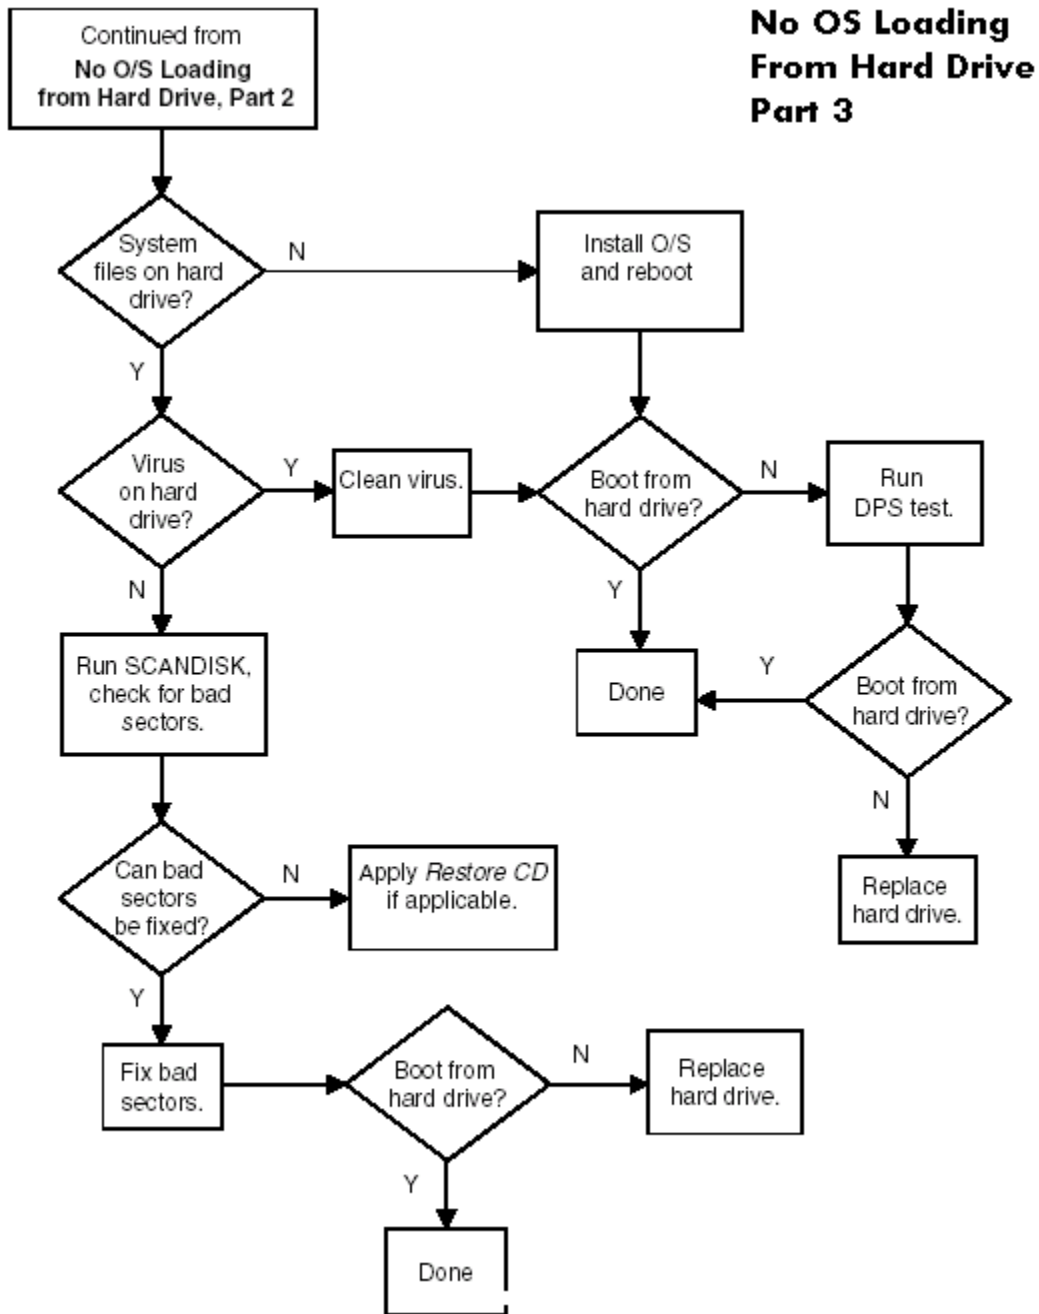 No OS Loading
From Hard Drive
Part 3
Continued from
No O/S Loading
from Hard Drive, Part 2
System
files on hard
drive?
N
Install O/S
and reboot
Y
Virus
on hard
drive?
Y
Clean virus.
Boot from
hard drive?
N
Run
DPS test.
N
Y
Run SCANDISK,
check for bad
sectors.
Done
Y
Boot from
hard drive?
N
Can bad
sectors
be fixed?
N
Apply Restore CD
if applicable.
Replace
hard drive.
Y
Fix bad
sectors.
Boot from
hard drive?
N
Replace
hard drive.
Y
Done